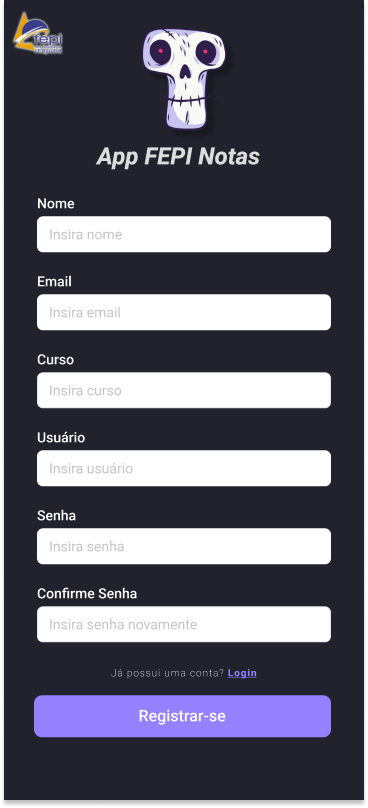 fepi
App FEPI Notas
Nome
Insira nome
Email
Insira email
Curso
Insira curso
Usuário
Insira usuário
Senha
Insira senha
Confirme Senha
Insira senha novamente
Já possui uma conta? Login
Registrar-se